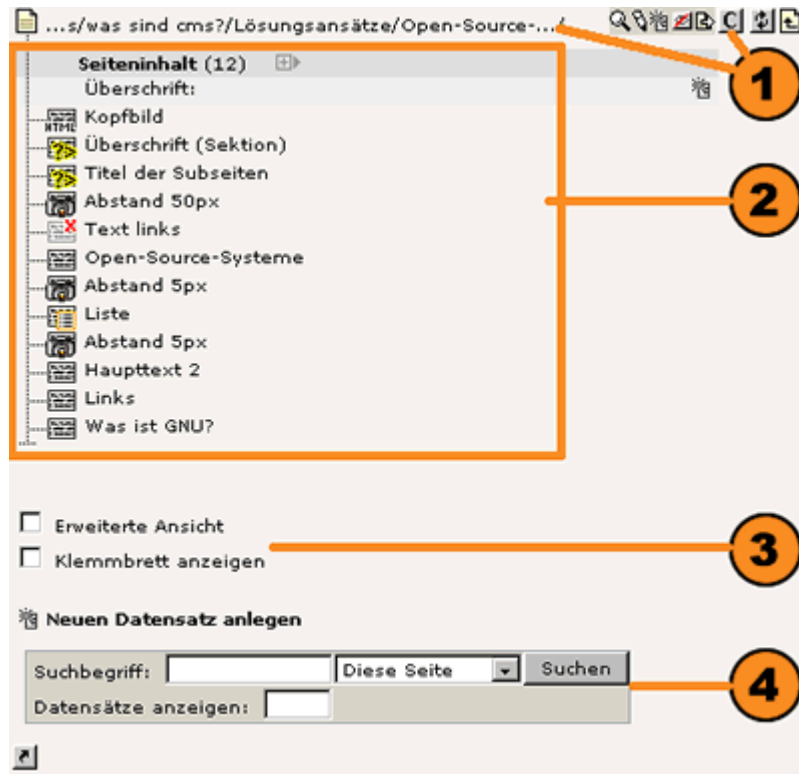 ...s/was sind cms?/Lösungsansätze/Open-Source-.../
C
1
Seiteninhalt (12)
Überschrift:
HTML Kopfbild
Überschrift (Sektion)
Titel der Subseiten
Abstand 50px
2
Text links
Open-Source-Systeme
Abstand 5px
Liste
Abstand 5px
Haupttext 2
Links
Was ist GNU?
Erweiterte Ansicht
3
Klemmbrett anzeigen
Neuen Datensatz anlegen
Suchbegriff: Diese Seite Suchen
4
Datensätze anzeigen: